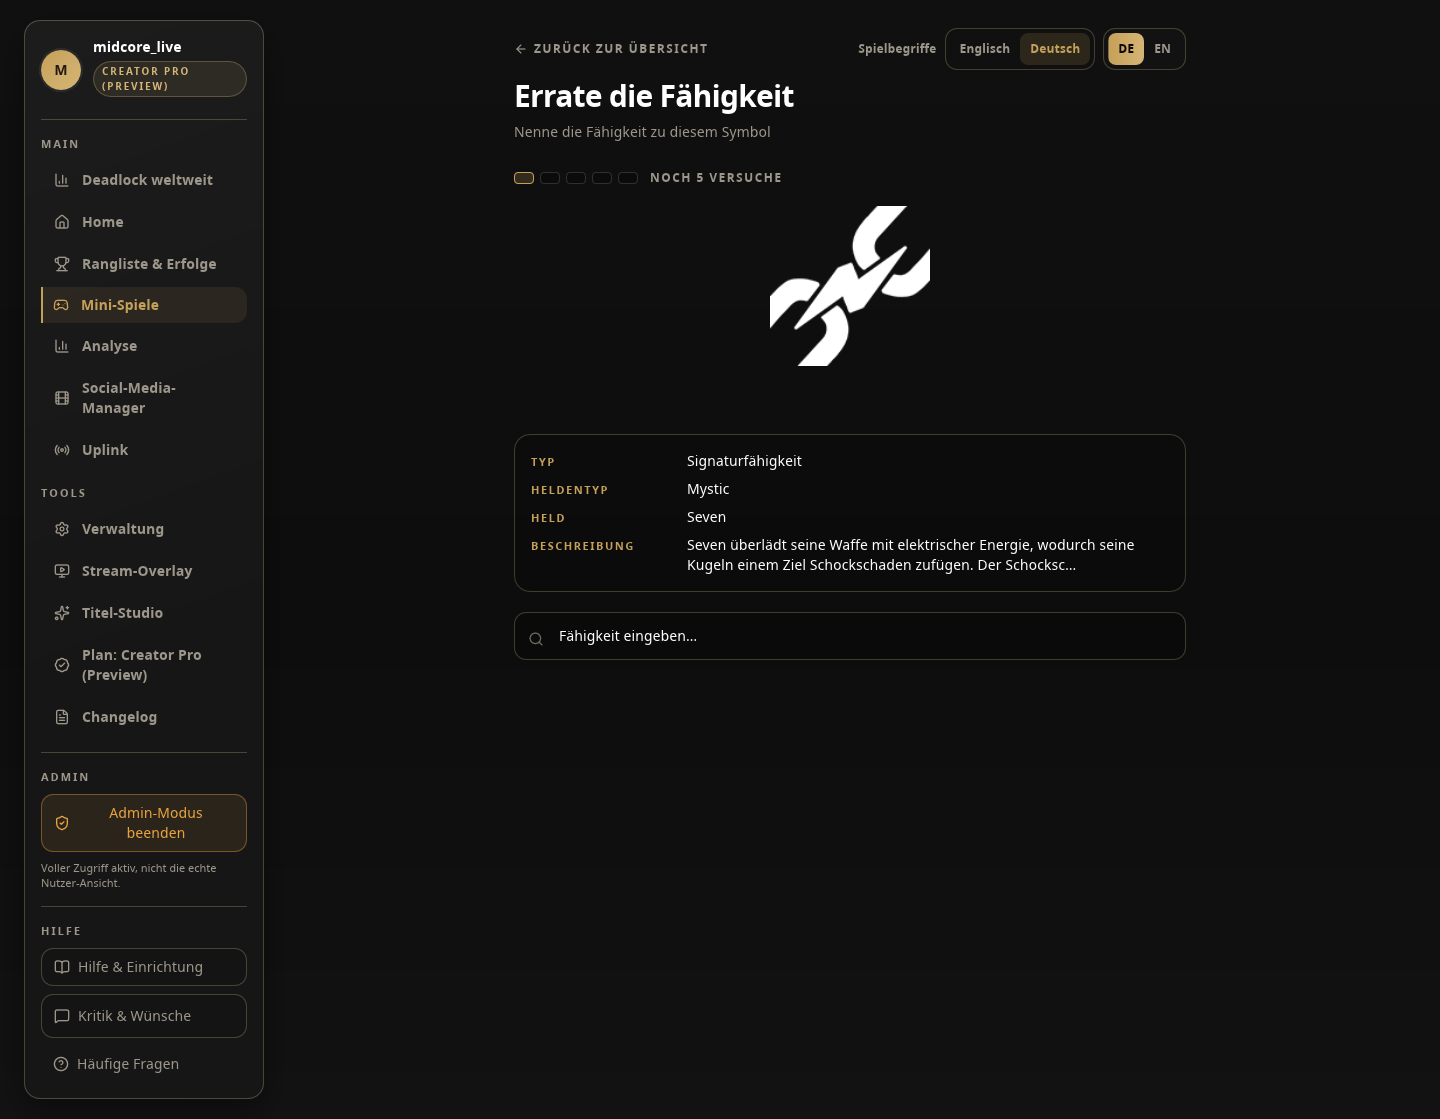 M
midcore_live
CREATOR PRO
(PREVIEW)
MAIN
Deadlock weltweit
Home
Rangliste & Erfolge
Mini-Spiele
Analyse
Social-Media-
Manager
Uplink
TOOLS
Verwaltung
Stream-Overlay
Titel-Studio
Plan: Creator Pro
(Preview)
Changelog
ADMIN
Admin-Modus
beenden
Voller Zugriff aktiv, nicht die echte
Nutzer-Ansicht.
HILFE
Hilfe & Einrichtung
Kritik & Wünsche
Häufige Fragen
ZURÜCK ZUR ÜBERSICHT
Spielbegriffe Englisch Deutsch DE EN
Errate die Fähigkeit
Nenne die Fähigkeit zu diesem Symbol
NOCH 5 VERSUCHE
TYP Signaturfähigkeit
HELDENTYP Mystic
HELD Seven
BESCHREIBUNG Seven überlädt seine Waffe mit elektrischer Energie, wodurch seine
Kugeln einem Ziel Schockschaden zufügen. Der Schocksc...
Fähigkeit eingeben...